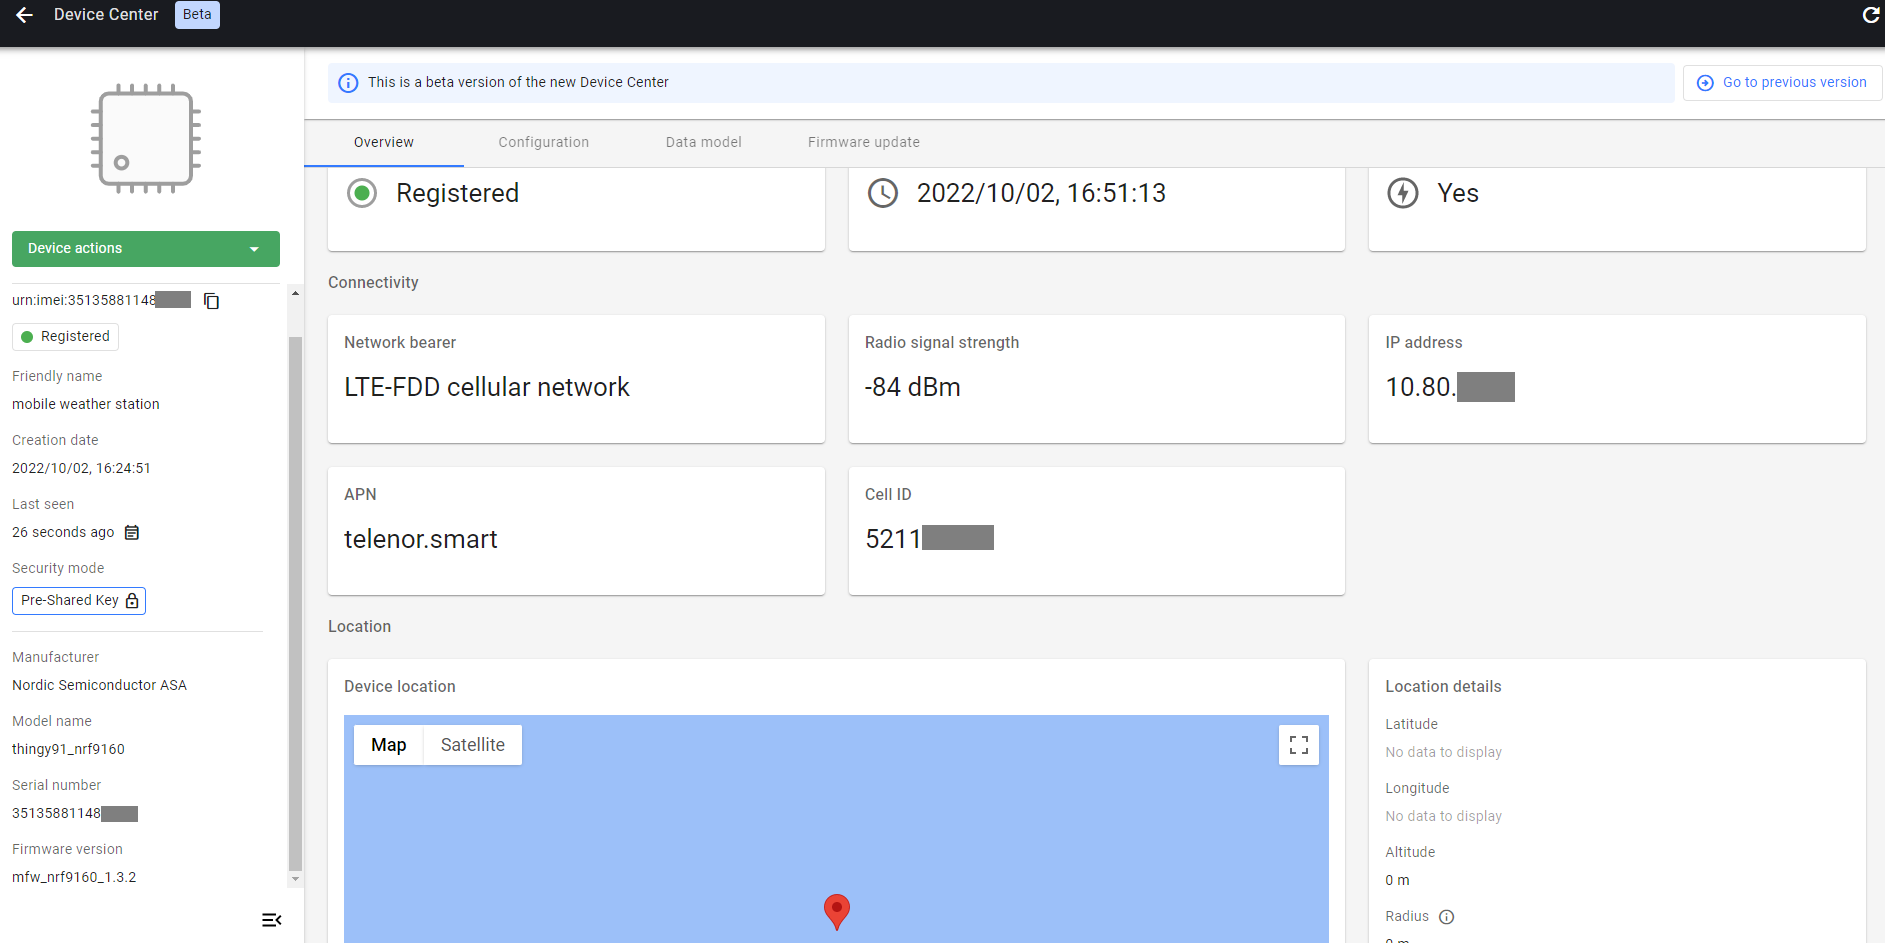 Device Center Beta
This is a beta version of the new Device Center
Go to previous version
Overview Configuration Data model Firmware update
Device actions
urn:imei:35135881148
Registered
Friendly name
mobile weather station
Creation date
2022/10/02, 16:24:51
Last seen
26 seconds ago
Security mode
Pre-Shared Key
Manufacturer
Nordic Semiconductor ASA
Model name
thingy91_nrf9160
Serial number
35135881148
Firmware version
mfw_nrf9160_1.3.2
Registered
2022/10/02, 16:51:13
Yes
Connectivity
Network bearer
LTE-FDD cellular network
Radio signal strength
-84 dBm
IP address
10.80.
APN
telenor.smart
Cell ID
5211
Location
Device location
Map Satellite
Location details
Latitude
No data to display
Longitude
No data to display
Altitude
0 m
Radius